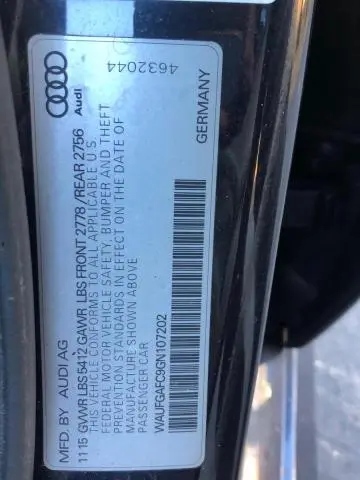 MFD. BY AUDI AG
11 15 GVWR LBS 5412 GAWR LBS FRONT 2778 /REAR 2756
THIS VEHICLE CONFORMS TO ALL APPLICABLE U.S.
FEDERAL MOTOR VEHICLE SAFETY, BUMPER AND THEFT
PREVENTION STANDARDS IN EFFECT ON THE DATE OF
MANUFACTURE SHOWN ABOVE
PASSENGER CAR
WAUFGAFC9GN107202
GERMANY
Audi
4632044